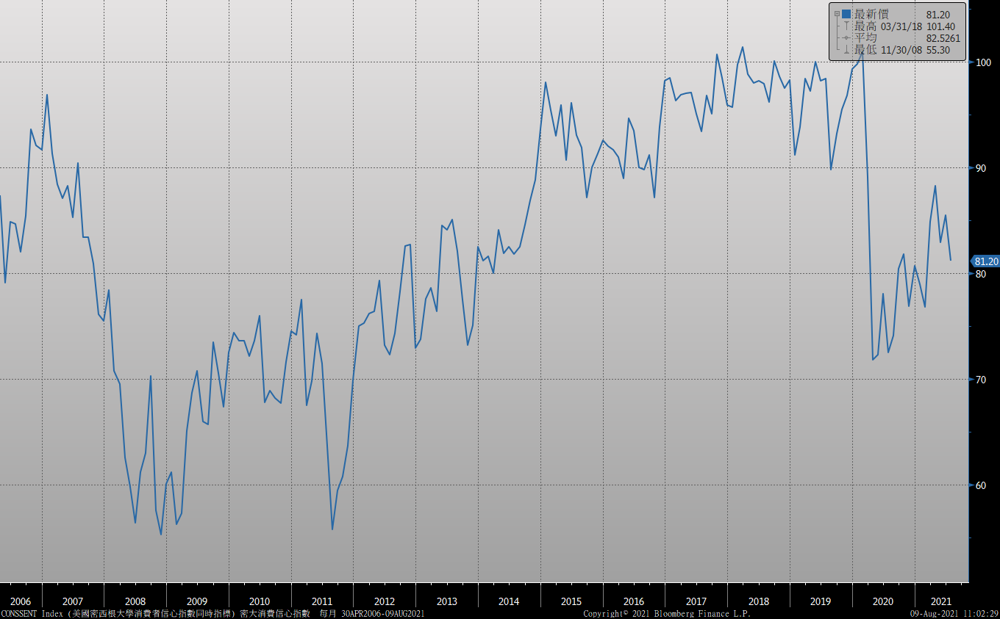 最新價 81.20
最高 03/31/18 101.40
平均 82.5261
最低 11/30/08 55.30
100
90
81.20
80
70
60
2006 2007 2008 2009 2010 2011 2012 2013 2014 2015 2016 2017 2018 2019 2020 2021
CONSSENT Index (美國密西根大學消費者信心指數同時指標) 密大消費信心指數 每月 30APR2006-09AUG2021 Copyright© 2021 Bloomberg Finance L.P. 09-Aug-2021 11:02:29